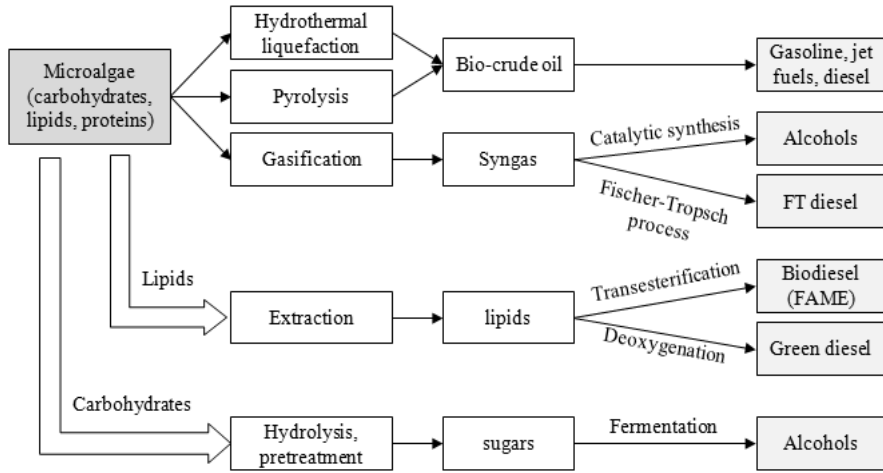 Microalgae
(carbohydrates,
lipids, proteins)
Hydrothermal
liquefaction
Pyrolysis
Gasification
Bio-crude oil
Gasoline, jet
fuels, diesel
Syngas
Catalytic synthesis
Alcohols
Fischer-Tropsch
process
FT diesel
Lipids
Extraction
lipids
Transesterification
Biodiesel
(FAME)
Deoxygenation
Green diesel
Carbohydrates
Hydrolysis,
pretreatment
sugars
Fermentation
Alcohols